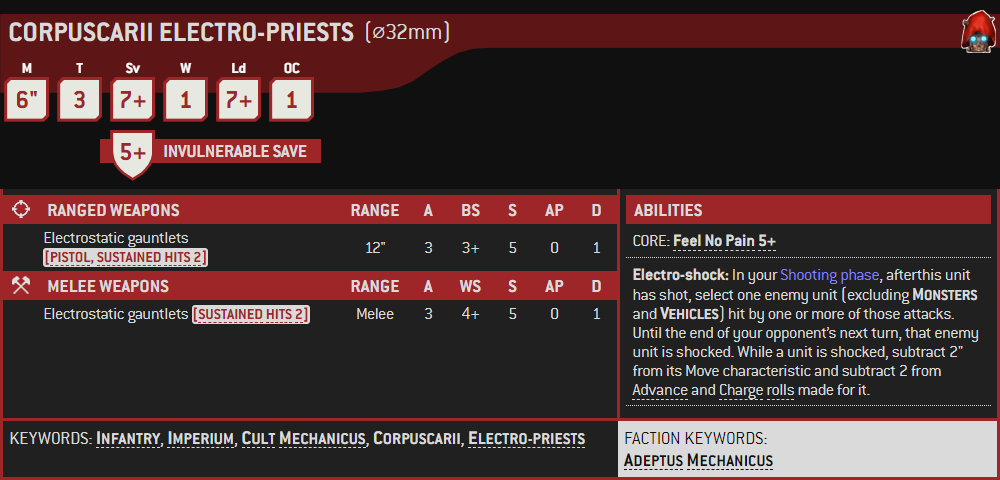 CORPUSCARII ELECTRO-PRIESTS (⌀32mm)
M T Sv W Ld OC
6" 3 7+ 1 7+ 1
5+ INVULNERABLE SAVE
RANGED WEAPONS RANGE A BS S AP D
Electrostatic gauntlets
[PISTOL, SUSTAINED HITS 2] 12" 3 3+ 5 0 1
MELEE WEAPONS RANGE A WS S AP D
Electrostatic gauntlets [SUSTAINED HITS 2] Melee 3 4+ 5 0 1
ABILITIES
CORE: Feel No Pain 5+
Electro-shock: In your Shooting phase, afterthis unit
has shot, select one enemy unit (excluding MONSTERS
and VEHICLES) hit by one or more of those attacks.
Until the end of your opponent's next turn, that enemy
unit is shocked. While a unit is shocked, subtract 2"
from its Move characteristic and subtract 2 from
Advance and Charge rolls made for it.
KEYWORDS: INFANTRY, IMPERIUM, CULT MECHANICUS, CORPUSCARII, ELECTRO-PRIESTS
FACTION KEYWORDS:
ADEPTUS MECHANICUS